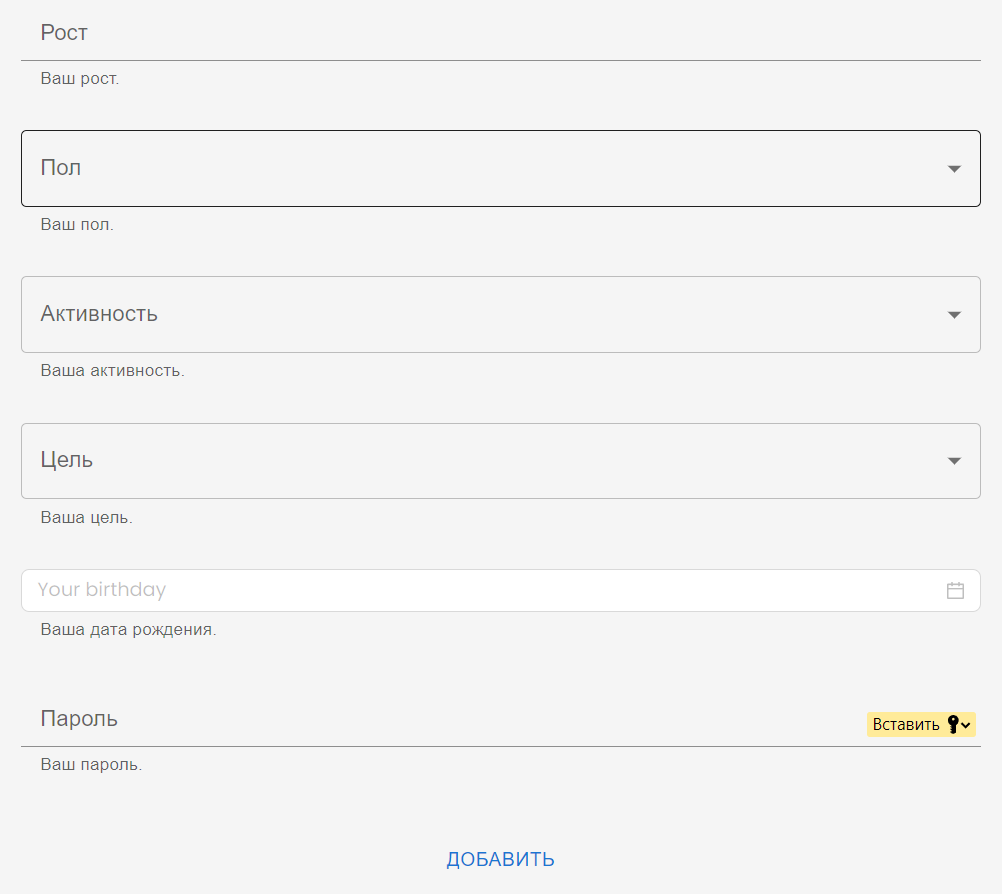 Рост
Ваш рост.
Пол
Ваш пол.
Активность
Ваша активность.
Цель
Ваша цель.
Your birthday
Ваша дата рождения.
Пароль
Вставить
Ваш пароль.
ДОБАВИТЬ